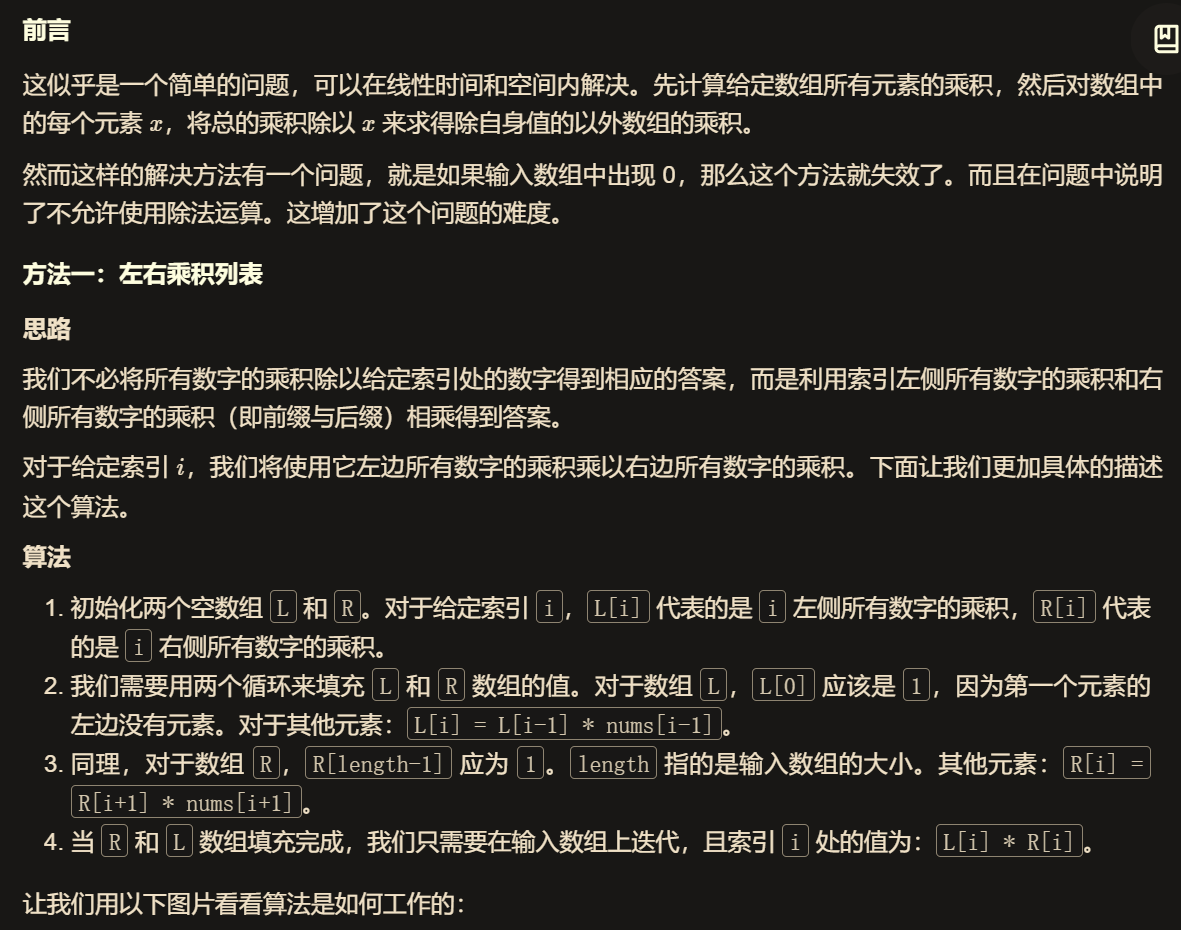 前言
这似乎是一个简单的问题，可以在线性时间和空间内解决。先计算给定数组所有元素的乘积，然后对数组中
的每个元素 x，将总的乘积除以 x 来求得除自身值的以外数组的乘积。
然而这样的解决方法有一个问题，就是如果输入数组中出现 0，那么这个方法就失效了。而且在问题中说明
了不允许使用除法运算。这增加了这个问题的难度。
方法一：左右乘积列表
思路
我们不必将所有数字的乘积除以给定索引处的数字得到相应的答案，而是利用索引左侧所有数字的乘积和右
侧所有数字的乘积（即前缀与后缀）相乘得到答案。
对于给定索引 i，我们将使用它左边所有数字的乘积乘以右边所有数字的乘积。下面让我们更加具体的描述
这个算法。
算法
1. 初始化两个空数组 L 和 R。对于给定索引 i，L[i] 代表的是 i 左侧所有数字的乘积，R[i] 代表
的是 i 右侧所有数字的乘积。
2. 我们需要用两个循环来填充 L 和 R 数组的值。对于数组 L，L[0] 应该是 1，因为第一个元素的
左边没有元素。对于其他元素：L[i] = L[i-1] * nums[i-1]。
3. 同理，对于数组 R，R[length-1] 应为 1。length 指的是输入数组的大小。其他元素：R[i] =
R[i+1] * nums[i+1]。
4. 当 R 和 L 数组填充完成，我们只需要在输入数组上迭代，且索引 i 处的值为：L[i] * R[i]。
让我们用以下图片看看算法是如何工作的：